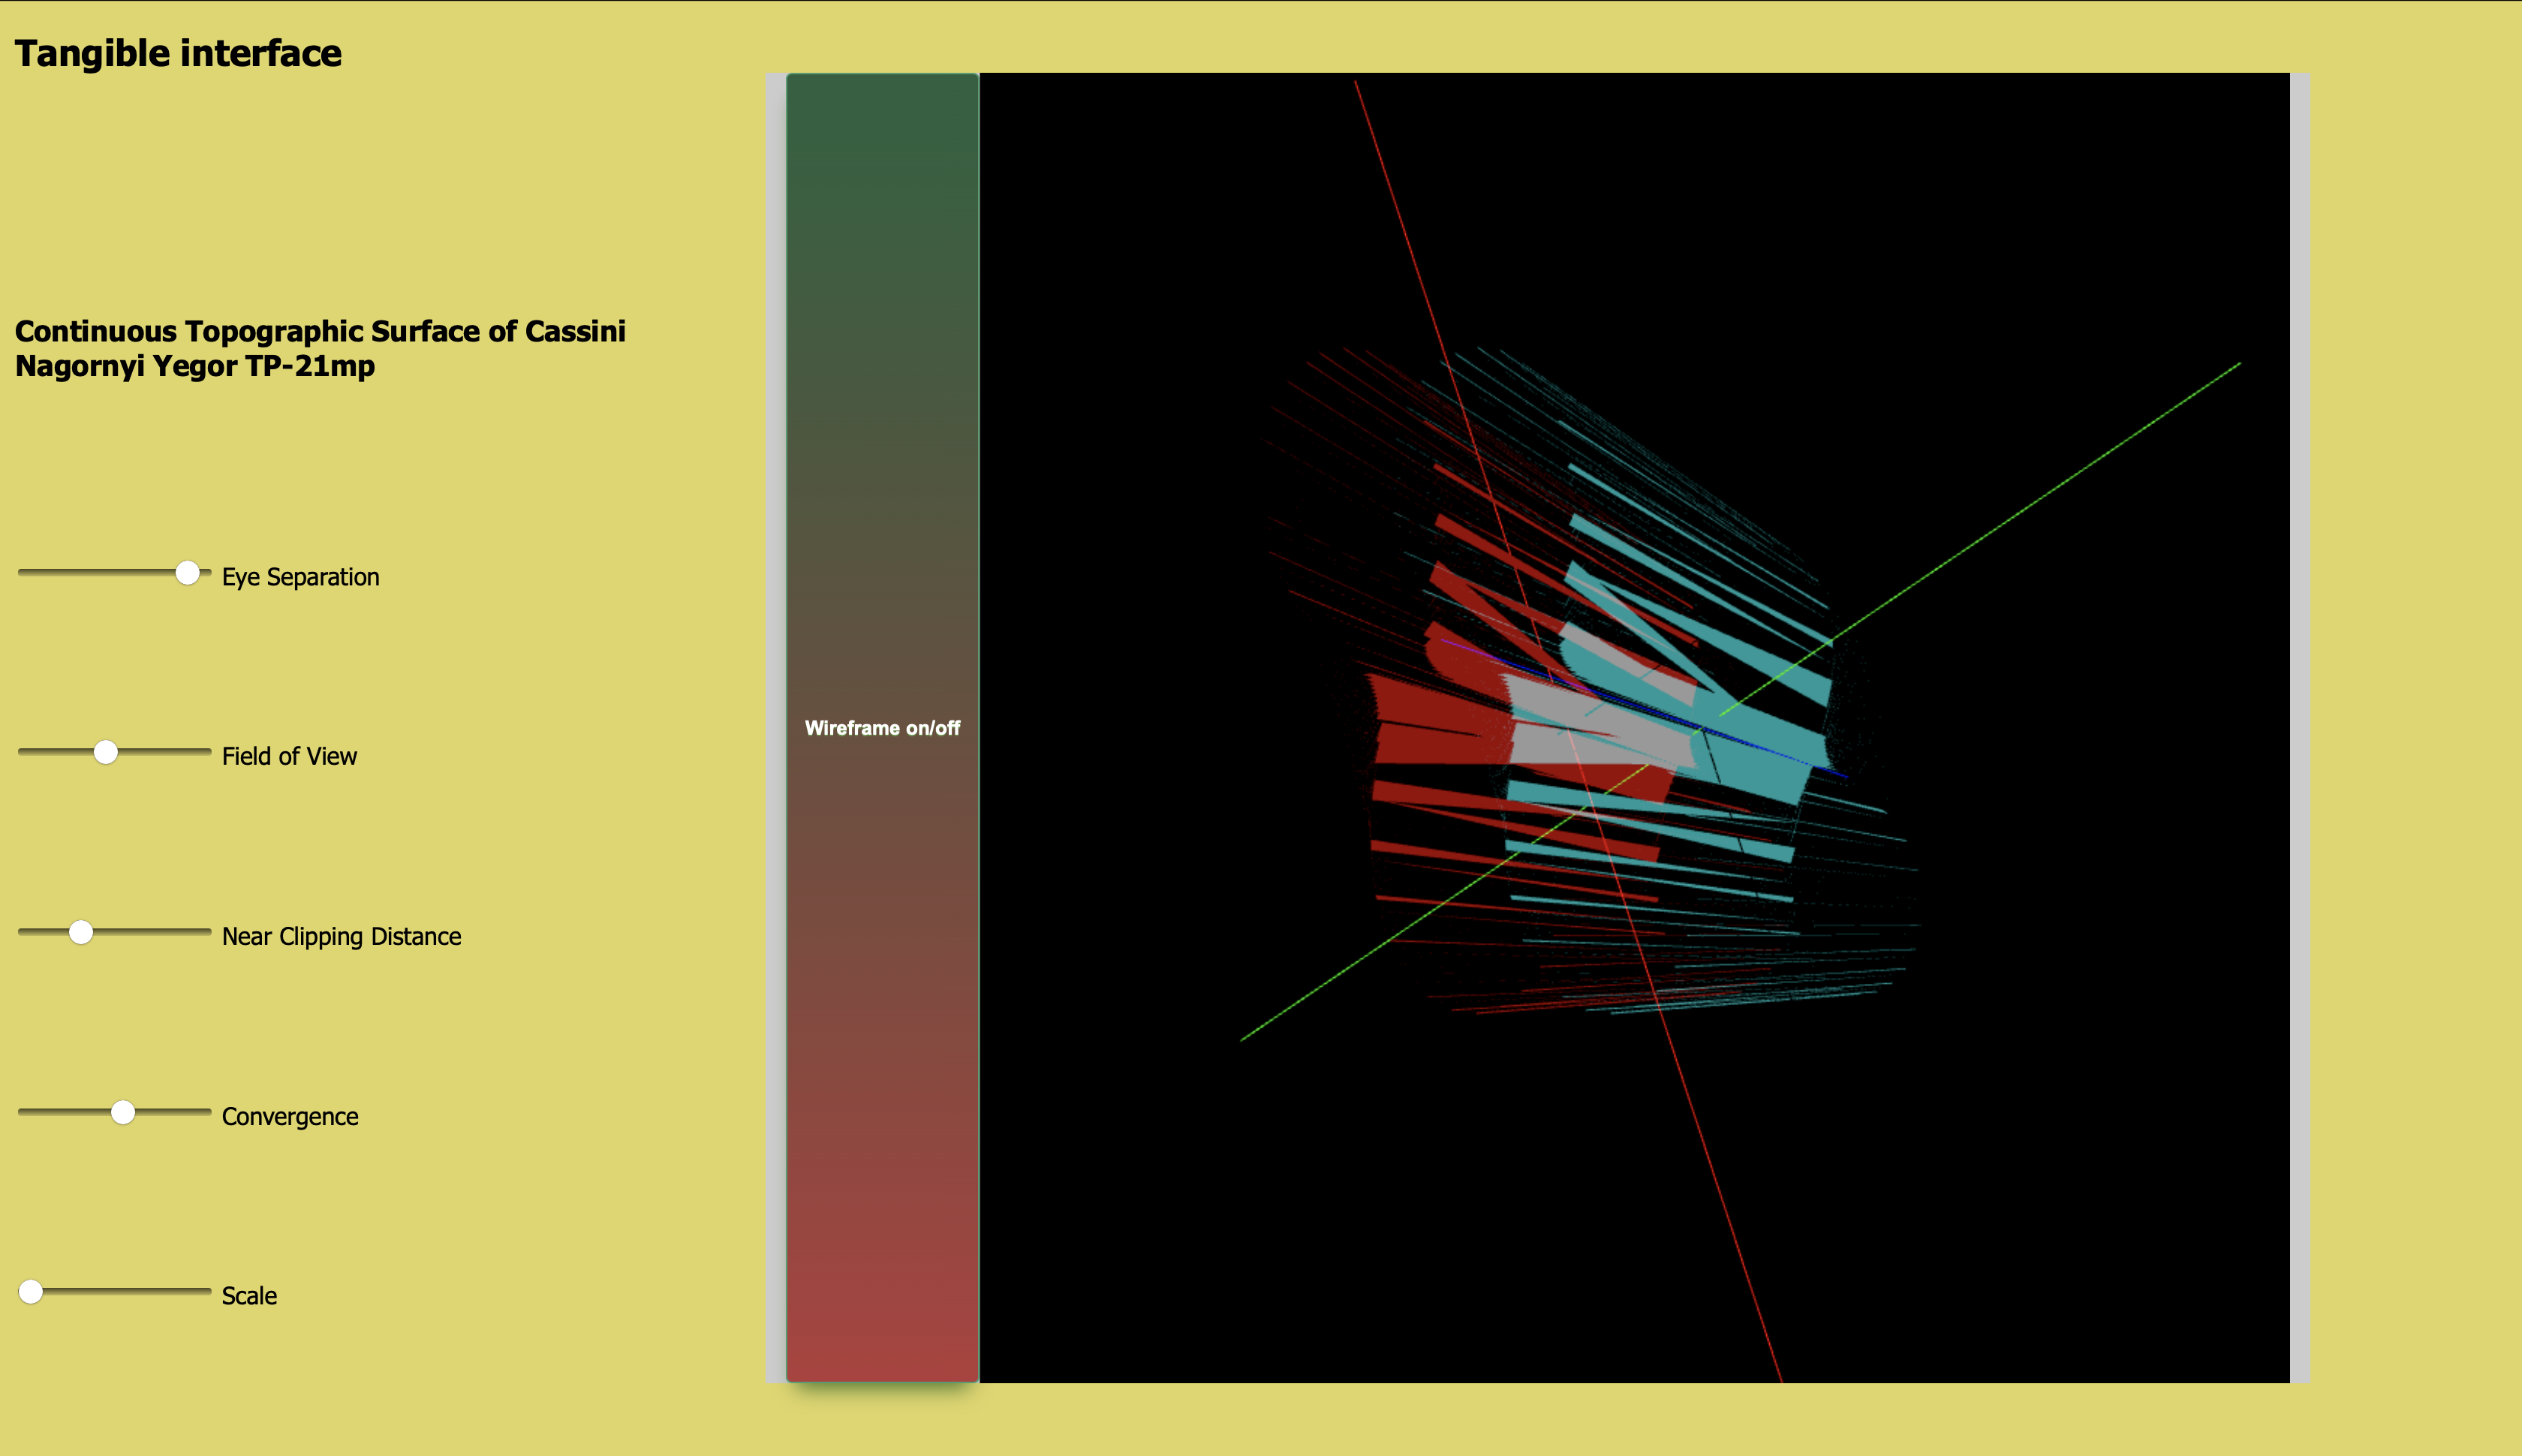 Tangible interface
Continuous Topographic Surface of Cassini
Nagornyi Yegor TP-21mp
Eye Separation
Field of View
Near Clipping Distance
Convergence
Scale
Wireframe on/off